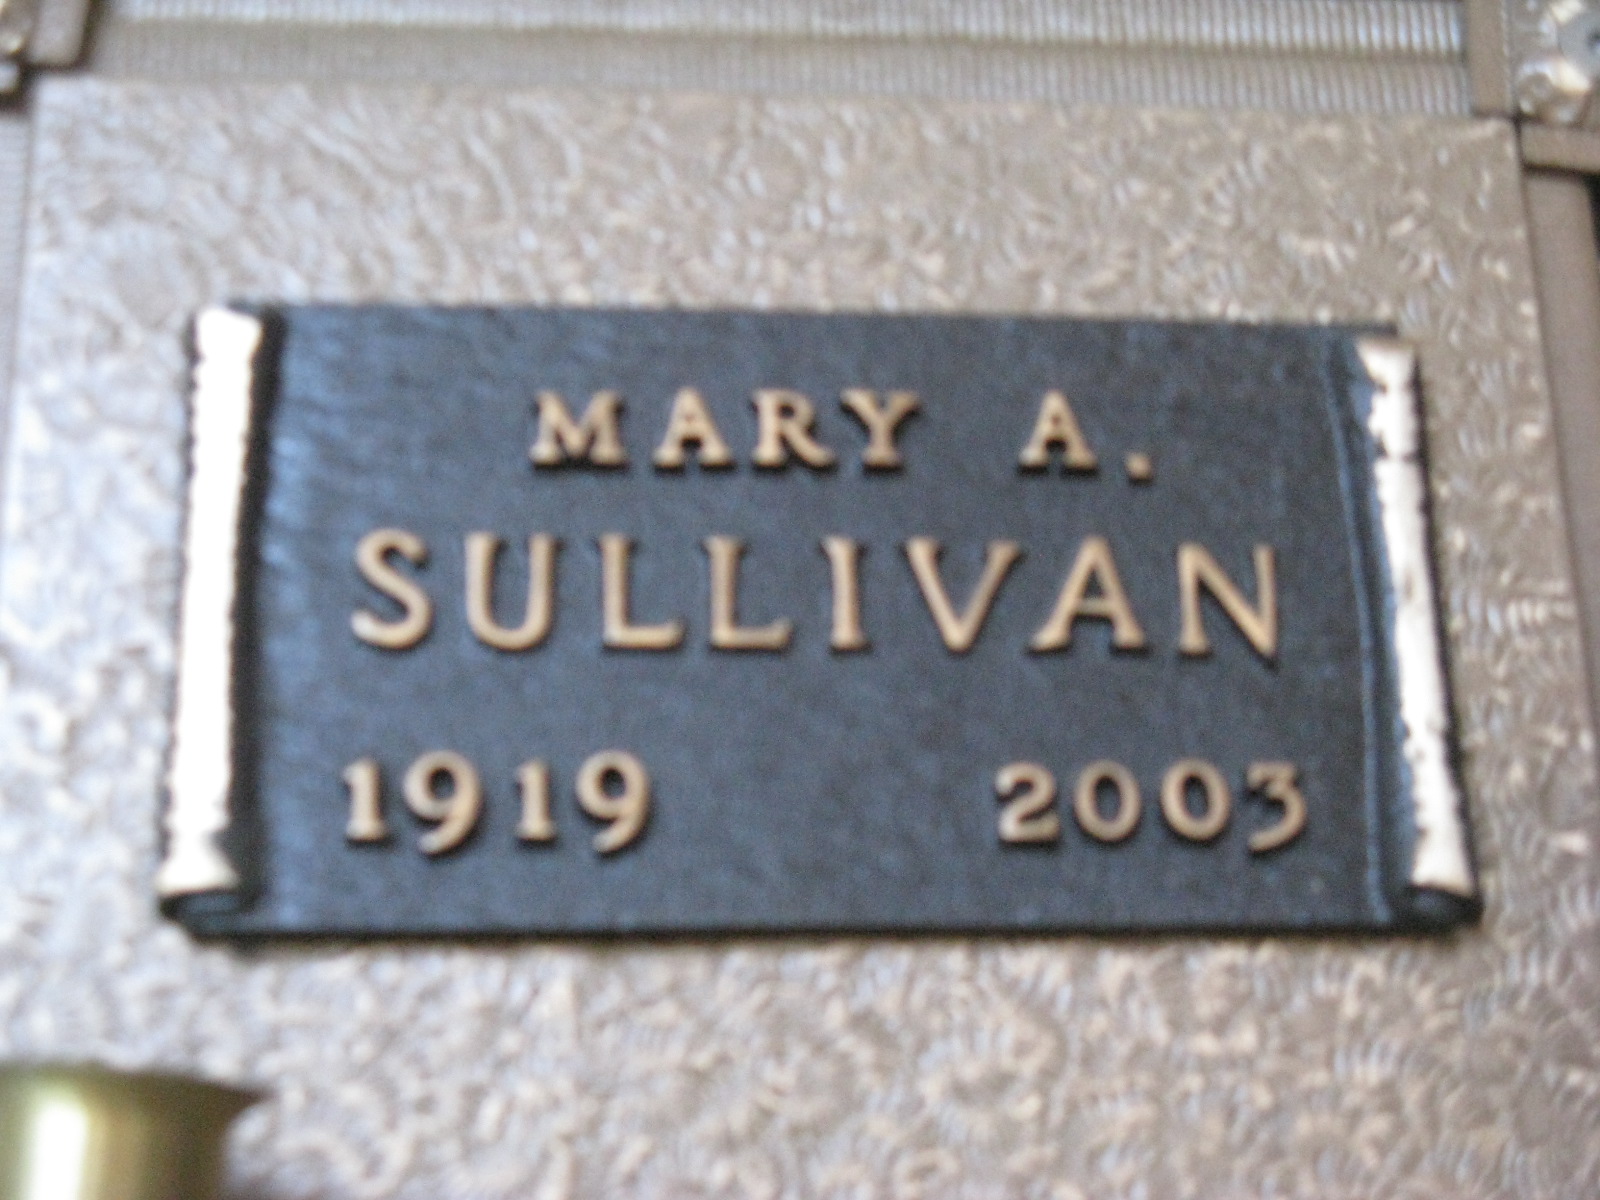 MARY A.
SULLIVAN
1919 2003